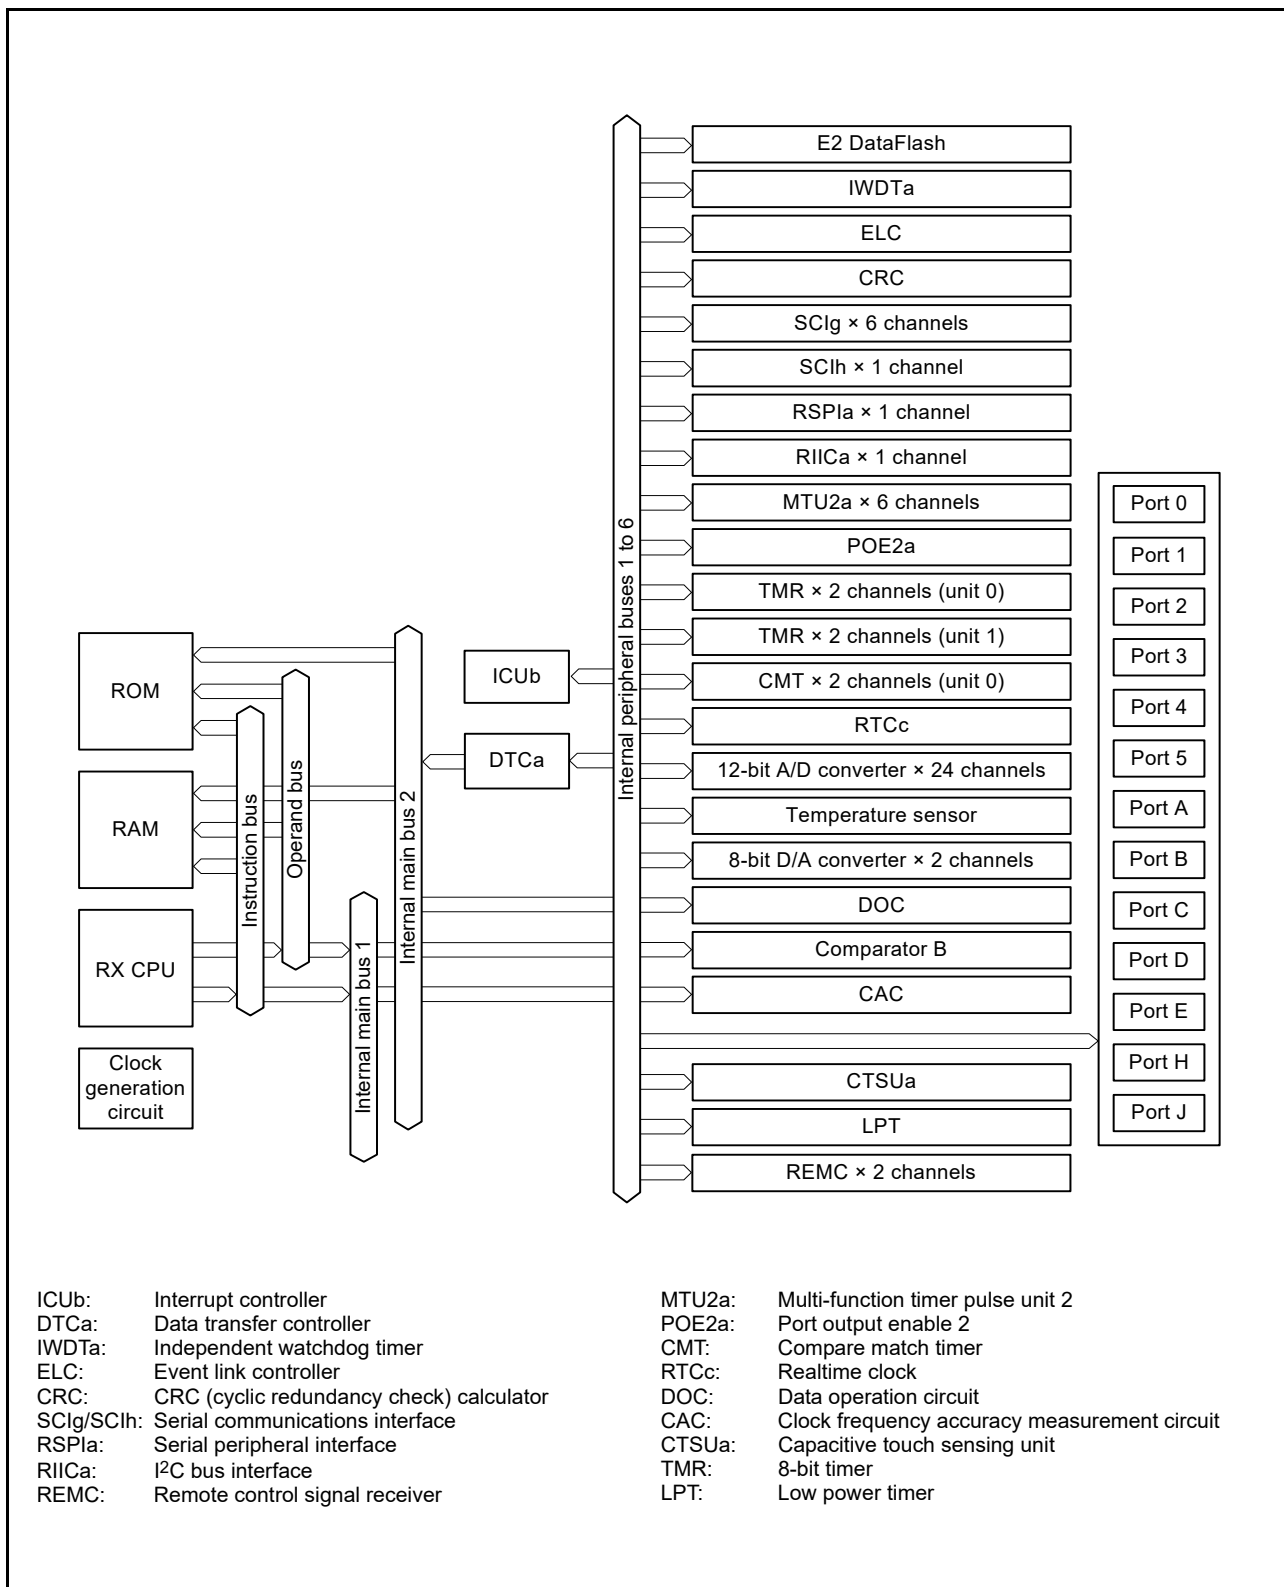 E2 DataFlash
IWDTa
ELC
CRC
SCIg × 6 channels
SCIh × 1 channel
RSPIa × 1 channel
RIICa × 1 channel
MTU2a × 6 channels
POE2a
TMR × 2 channels (unit 0)
TMR × 2 channels (unit 1)
CMT × 2 channels (unit 0)
RTCc
12-bit A/D converter × 24 channels
Temperature sensor
8-bit D/A converter × 2 channels
DOC
Comparator B
CAC
CTSUa
LPT
REMC × 2 channels
Port 0
Port 1
Port 2
Port 3
Port 4
Port 5
Port A
Port B
Port C
Port D
Port E
Port H
Port J
Internal peripheral buses 1 to 6
ICUb
DTCa
Internal main bus 2
Internal main bus 1
Operand bus
Instruction bus
ROM
RAM
RX CPU
Clock
generation
circuit
ICUb: Interrupt controller
DTCa: Data transfer controller
IWDTa: Independent watchdog timer
ELC: Event link controller
CRC: CRC (cyclic redundancy check) calculator
SCIg/SCIh: Serial communications interface
RSPIa: Serial peripheral interface
RIICa: I²C bus interface
REMC: Remote control signal receiver
MTU2a: Multi-function timer pulse unit 2
POE2a: Port output enable 2
CMT: Compare match timer
RTCc: Realtime clock
DOC: Data operation circuit
CAC: Clock frequency accuracy measurement circuit
CTSUa: Capacitive touch sensing unit
TMR: 8-bit timer
LPT: Low power timer